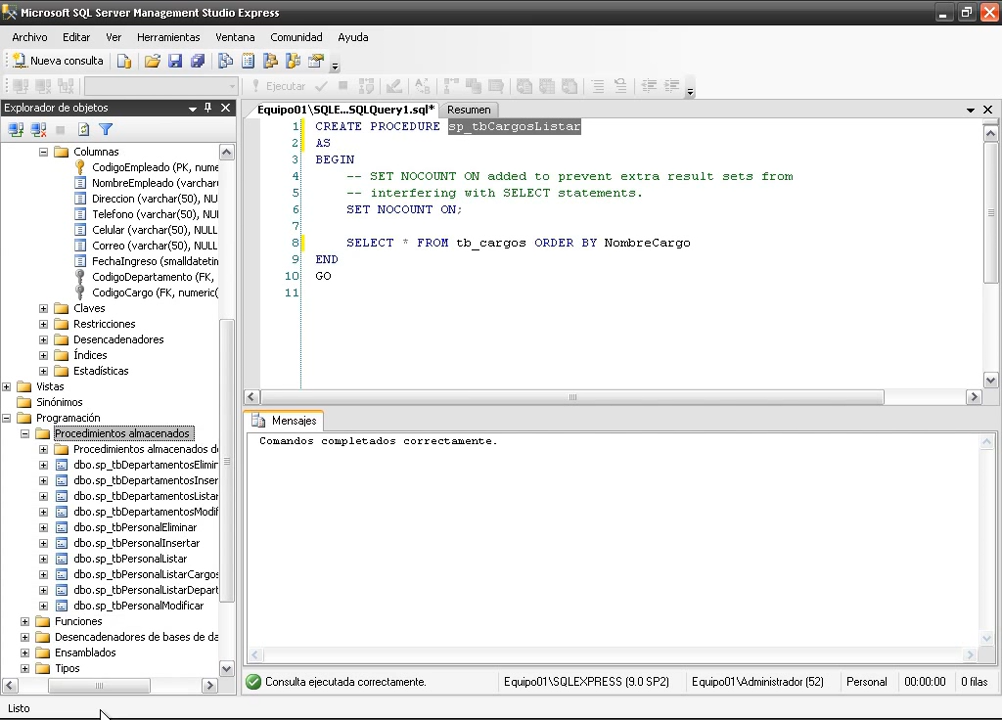 Microsoft SQL Server Management Studio Express
Archivo Editar Ver Herramientas Ventana Comunidad Ayuda
Nueva consulta
Ejecutar
Explorador de objetos
Columnas
CodigoEmpleado (PK, nume
NombreEmpleado (varchar
Direccion (varchar(50), NU
Telefono (varchar(50), NUL
Celular (varchar(50), NULL
Correo (varchar(50), NULL
FechaIngreso (smalldatetin
CodigoDepartamento (FK,
CodigoCargo (FK, numeric(
Claves
Restricciones
Desencadenadores
Índices
Estadísticas
Vistas
Sinónimos
Programación
Procedimientos almacenados
Procedimientos almacenados de
dbo.sp_tbDepartamentosElimin
dbo.sp_tbDepartamentosInser
dbo.sp_tbDepartamentosListar
dbo.sp_tbDepartamentosModif
dbo.sp_tbPersonalEliminar
dbo.sp_tbPersonalInsertar
dbo.sp_tbPersonalListar
dbo.sp_tbPersonalListarCargos
dbo.sp_tbPersonalListarDepart
dbo.sp_tbPersonalModificar
Funciones
Desencadenadores de bases de da
Ensamblados
Tipos
Equipo01\SQLE...SQLQuery1.sql* Resumen
1 CREATE PROCEDURE sp_tbCargosListar
2 AS
3 BEGIN
4 -- SET NOCOUNT ON added to prevent extra result sets from
5 -- interfering with SELECT statements.
6 SET NOCOUNT ON;
7
8 SELECT * FROM tb_cargos ORDER BY NombreCargo
9 END
10 GO
11
Mensajes
Comandos completados correctamente.
Consulta ejecutada correctamente. Equipo01\SQLEXPRESS (9.0 SP2) Equipo01\Administrador (52) Personal 00:00:00 0 filas
Listo